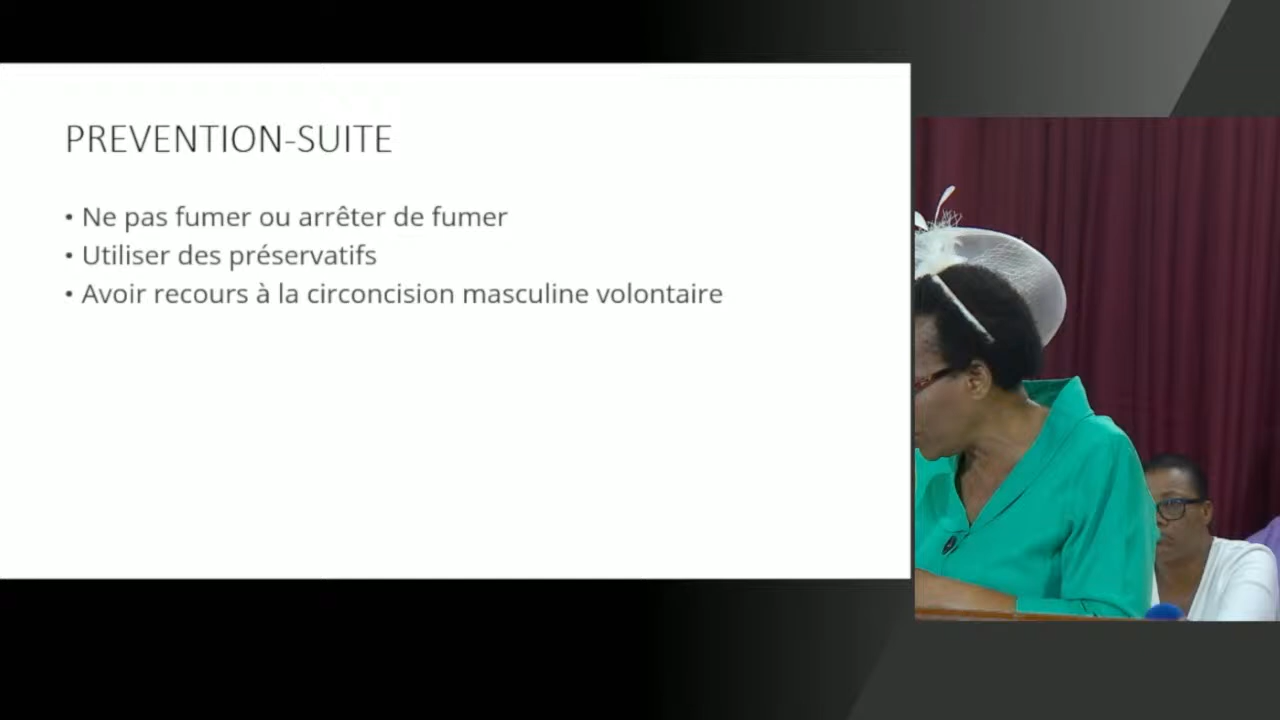 PREVENTION-SUITE
• Ne pas fumer ou arrêter de fumer
• Utiliser des préservatifs
• Avoir recours à la circoncision masculine volontaire